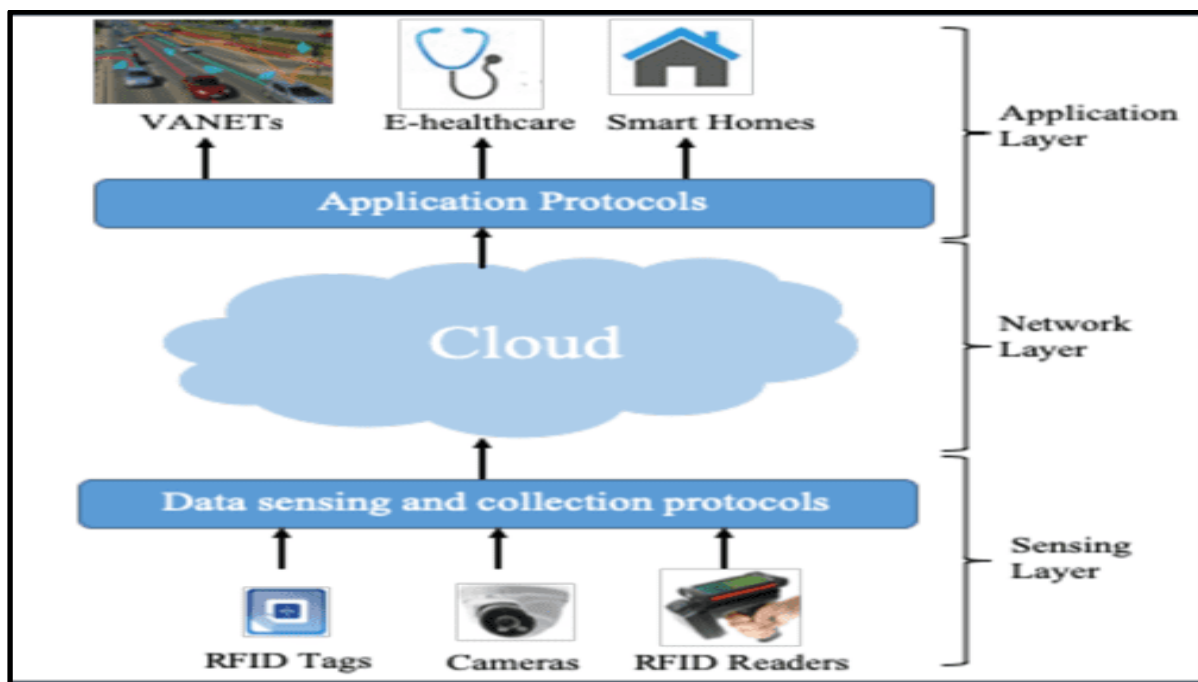 VANETs
E-healthcare
Smart Homes
Application
Layer
Application Protocols
Cloud
Network
Layer
Data sensing and collection protocols
Sensing
Layer
RFID Tags
Cameras
RFID Readers